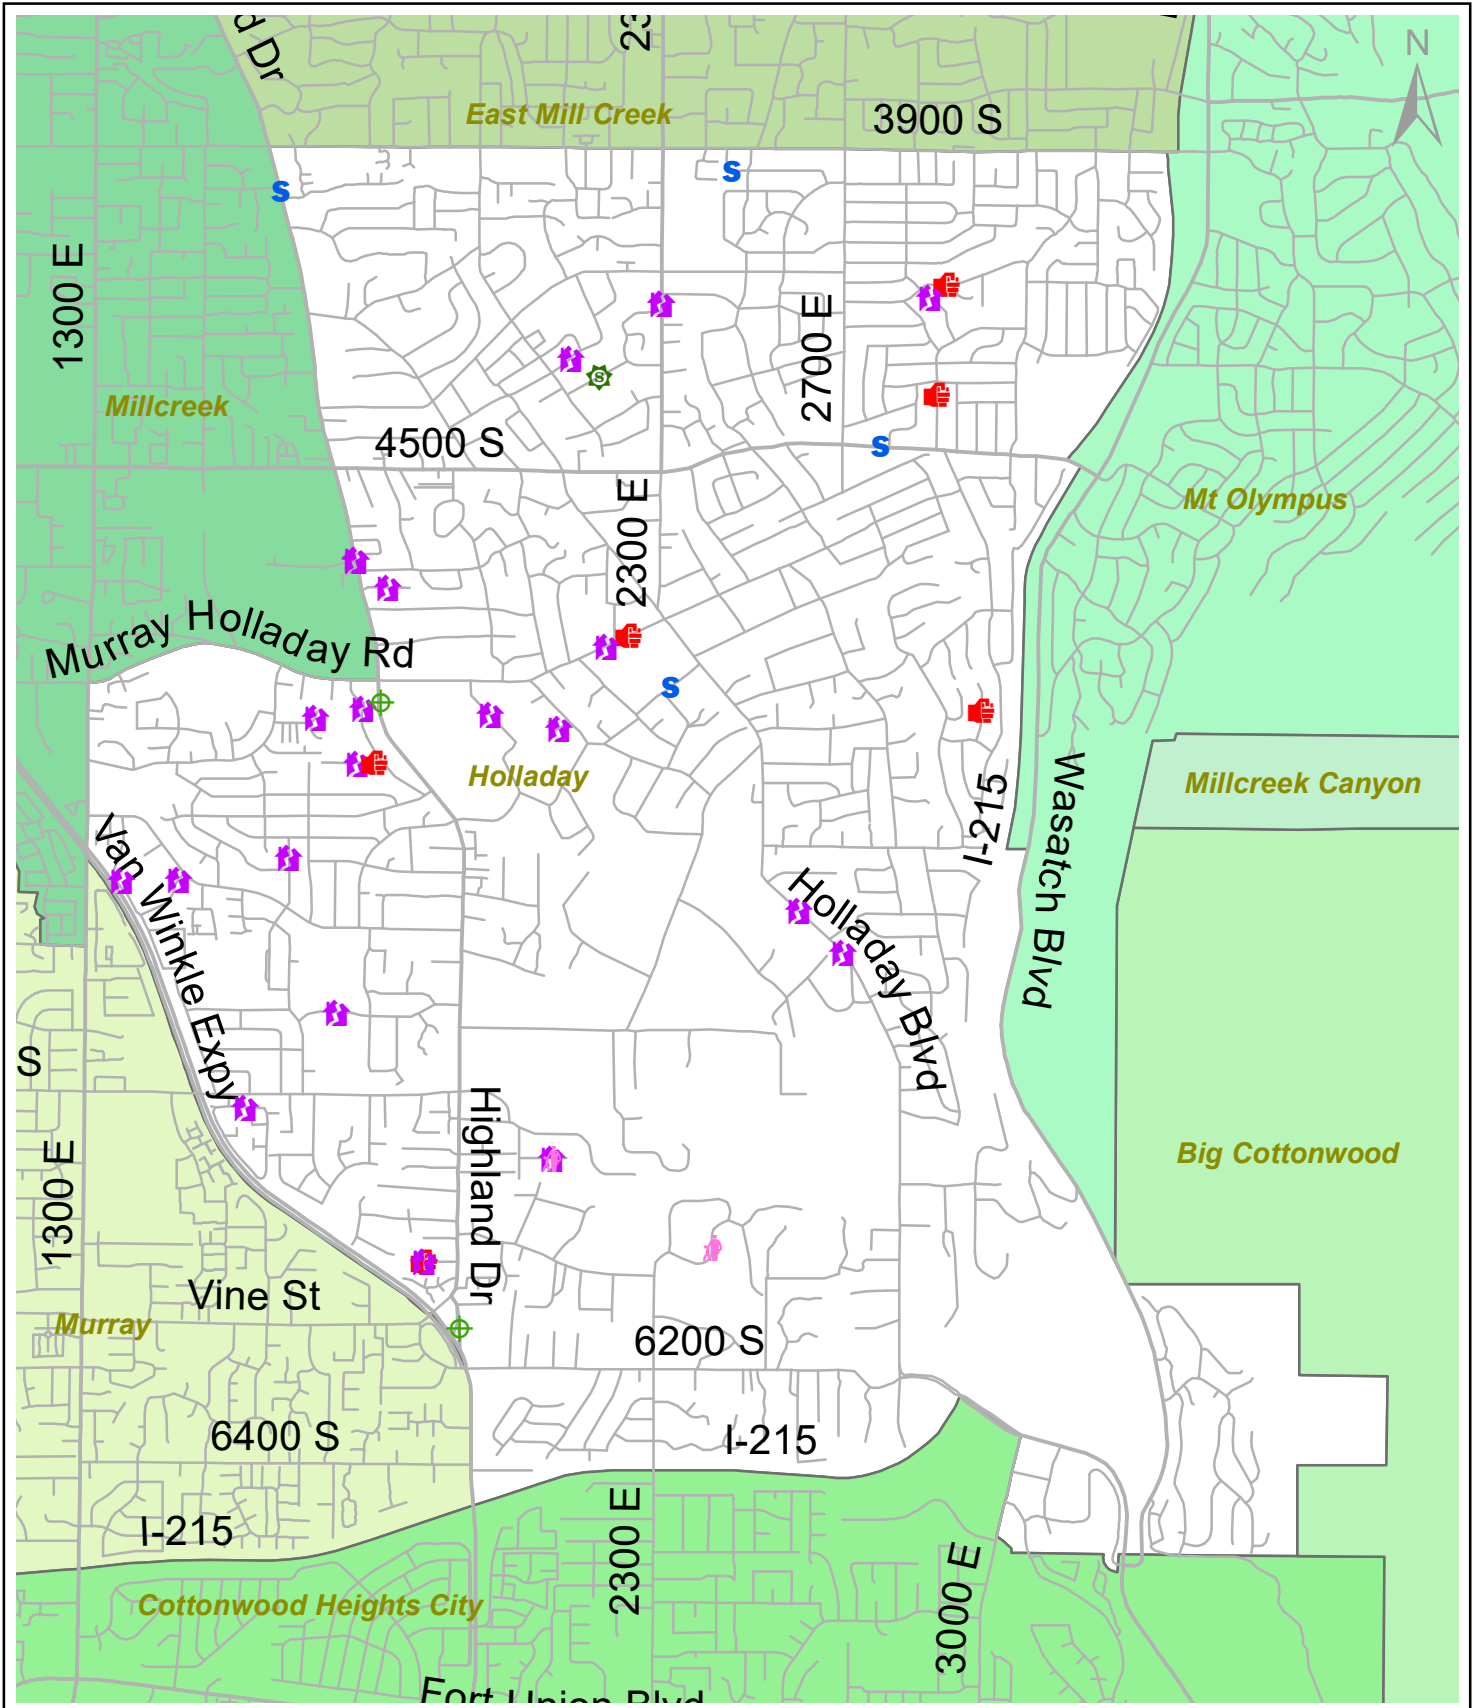 d Dr
23
N
East Mill Creek
3900 S
S
S
1300 E
2700 E
S
Millcreek
4500 S
S
Mt Olympus
2300 E
Murray Holladay Rd
S
Holladay
Millcreek Canyon
I-215
Wasatch Blvd
Van Winkle Expy
Holladay Blvd
S
Highland Dr
1300 E
Big Cottonwood
Vine St
Murray
6200 S
6400 S
I-215
I-215
2300 E
3000 E
Cottonwood Heights City
Fort Union Blvd